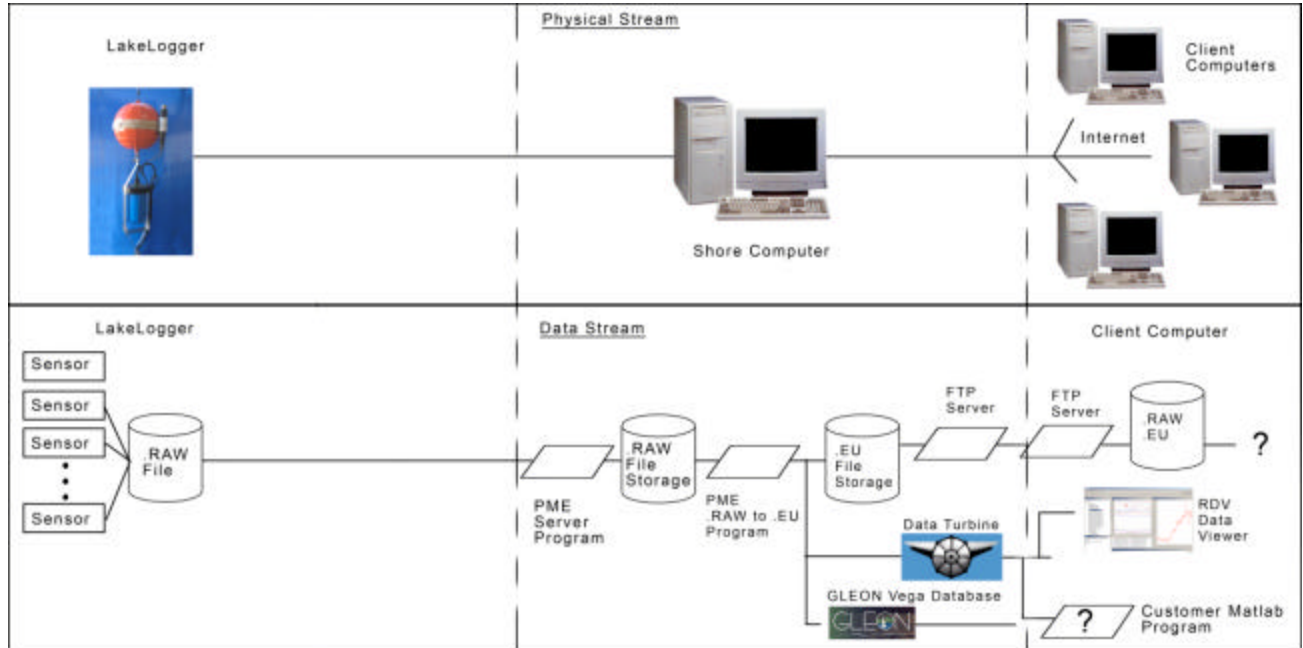 Physical Stream
LakeLogger
Client
Computers
Internet
Shore Computer
LakeLogger
Data Stream
Client Computer
Sensor
Sensor
Sensor
Sensor
.RAW
File
PME
Server
Program
.RAW
File
Storage
PME
.RAW to .EU
Program
.EU
File
Storage
FTP
Server
FTP
Server
.RAW
.EU
?
RDV
Data
Viewer
Data Turbine
GLEON Vega Database
GLEON
?
Customer Matlab
Program